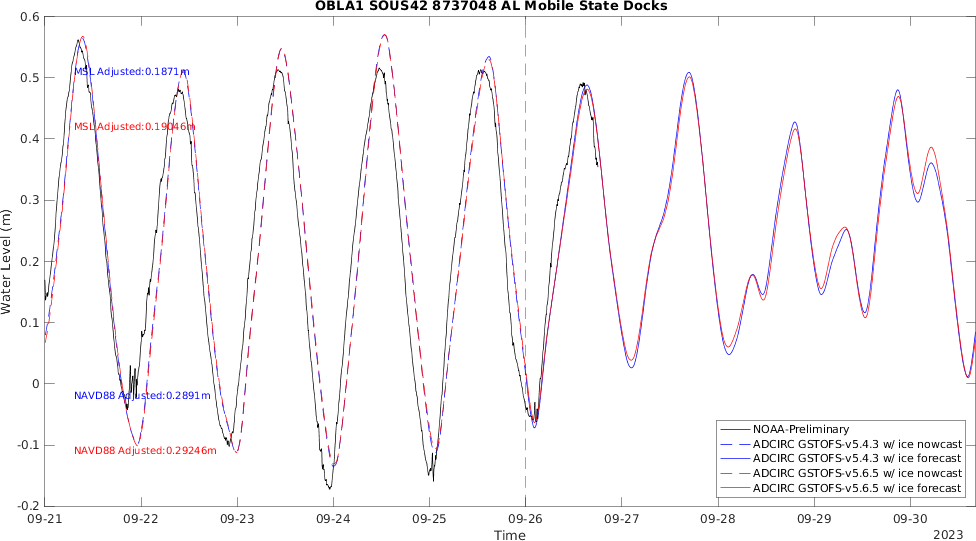 OBLA1 SOUS42 8737048 AL Mobile State Docks
0.6
0.5
0.4
0.3
0.2
0.1
0
-0.1
-0.2
Water Level (m)
MSL Adjusted:0.1871m
MSL Adjusted:0.19046m
NAVD88 Adjusted:0.2891m
NAVD88 Adjusted:0.29246m
NOAA-Preliminary
ADCIRC GSTOFS-v5.4.3 w/ ice nowcast
ADCIRC GSTOFS-v5.4.3 w/ ice forecast
ADCIRC GSTOFS-v5.6.5 w/ ice nowcast
ADCIRC GSTOFS-v5.6.5 w/ ice forecast
09-21 09-22 09-23 09-24 09-25 09-26 09-27 09-28 09-29 09-30
Time
2023